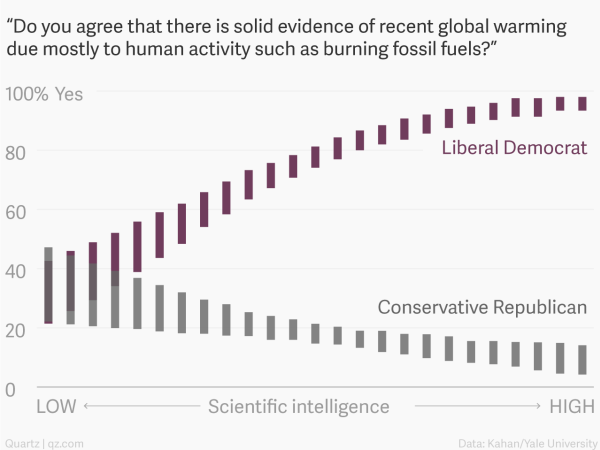 “Do you agree that there is solid evidence of recent global warming
due mostly to human activity such as burning fossil fuels?”
100% Yes
80
60
40
20
0
Liberal Democrat
Conservative Republican
LOW
Scientific intelligence
HIGH
Quartz | qz.com
Data: Kahan/Yale University